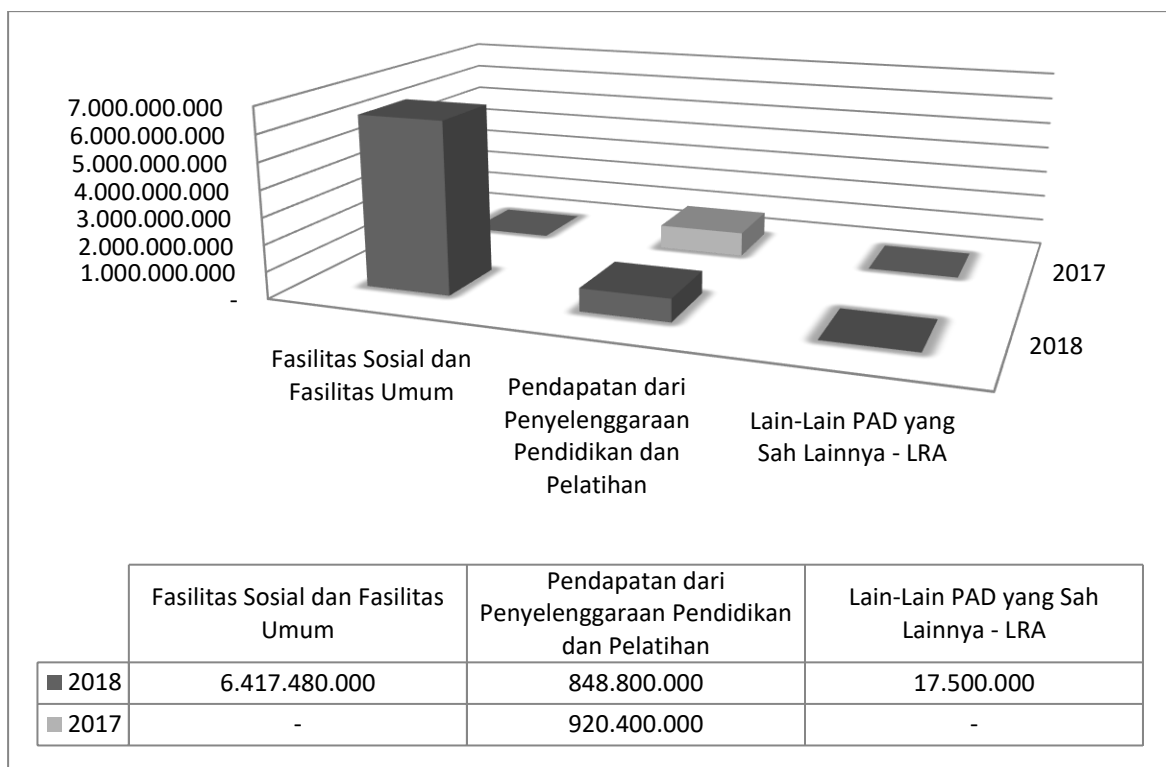 7.000.000.000
6.000.000.000
5.000.000.000
4.000.000.000
3.000.000.000
2.000.000.000
1.000.000.000
-
2017
2018
Fasilitas Sosial dan
Fasilitas Umum
Pendapatan dari
Penyelenggaraan
Pendidikan dan
Pelatihan
Lain-Lain PAD yang
Sah Lainnya - LRA
Fasilitas Sosial dan Fasilitas
Umum
Pendapatan dari
Penyelenggaraan Pendidikan
dan Pelatihan
Lain-Lain PAD yang Sah
Lainnya - LRA
2018 6.417.480.000 848.800.000 17.500.000
2017 - 920.400.000 -